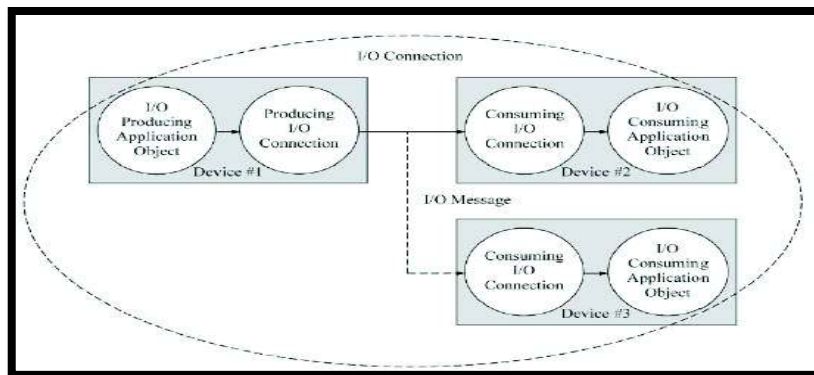 I/O Connection
I/O
Producing
Application
Object
Producing
I/O
Connection
Device #1
Consuming
I/O
Connection
I/O
Consuming
Application
Object
Device #2
I/O Message
Consuming
I/O
Connection
I/O
Consuming
Application
Object
Device #3